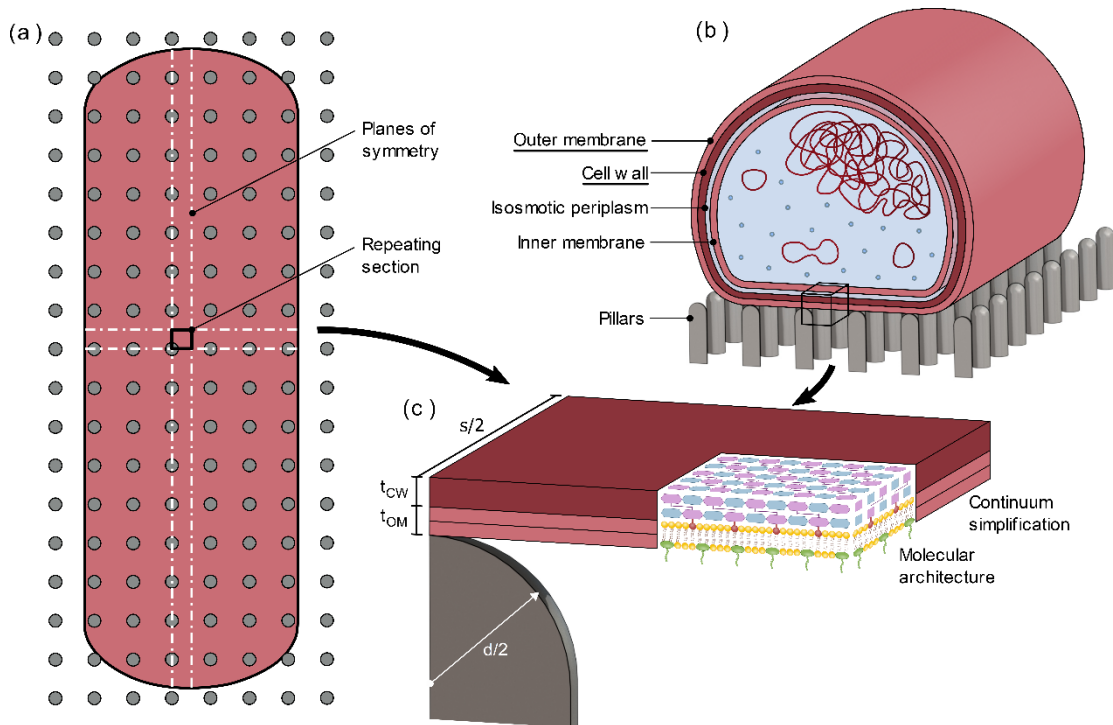 (a)
Planes of
symmetry
Repeating
section
(b)
Outer membrane
Cell wall
Isosmotic periplasm
Inner membrane
Pillars
(c)
s/2
tCW
tOM
d/2
Continuum
simplification
Molecular
architecture